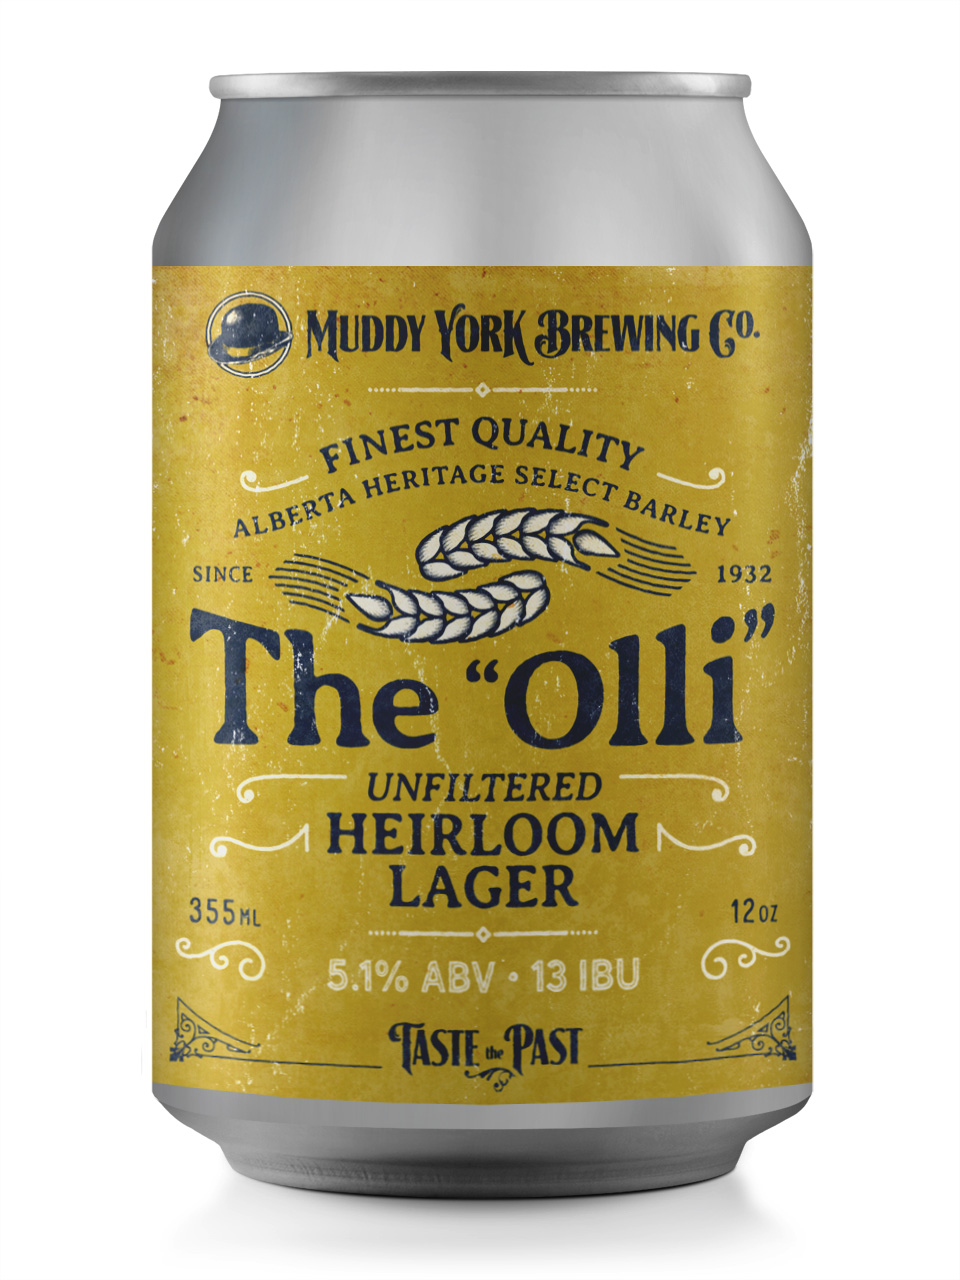 MUDDY YORK BREWING CO.
FINEST QUALITY
ALBERTA HERITAGE SELECT BARLEY
SINCE 1932
The “Olli”
UNFILTERED
HEIRLOOM
LAGER
355ML 12OZ
5.1% ABV • 13 IBU
TASTE the PAST